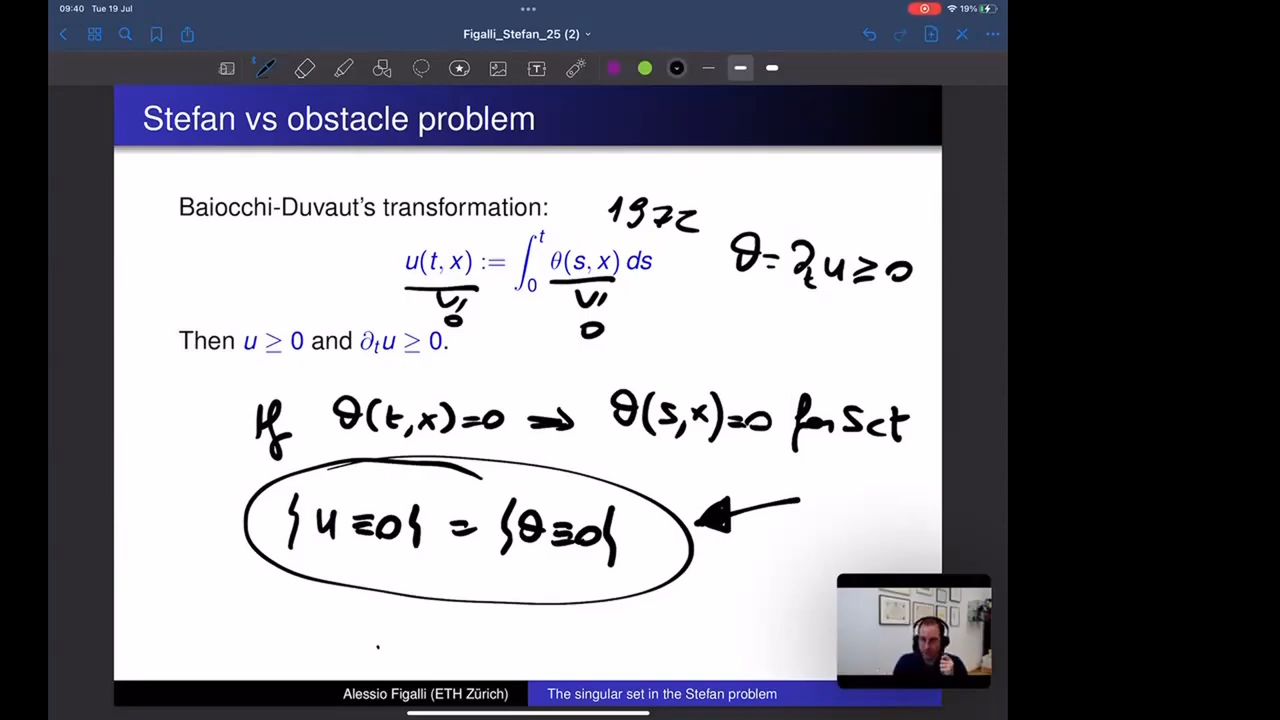 09:40 Tue 19 Jul
19%
Figalli_Stefan_25 (2)
Stefan vs obstacle problem
Baiocchi-Duvaut's transformation:
1972
u(t, x) := ∫₀ᵗ θ(s, x) ds
θ = ∂ₜu ≥ 0
≥ 0 ≥ 0
Then u ≥ 0 and ∂ₜu ≥ 0.
If θ(t,x)=0 ⇒ θ(s,x)=0 for s<t
{u≡0} = {θ≡0}
Alessio Figalli (ETH Zürich)
The singular set in the Stefan problem